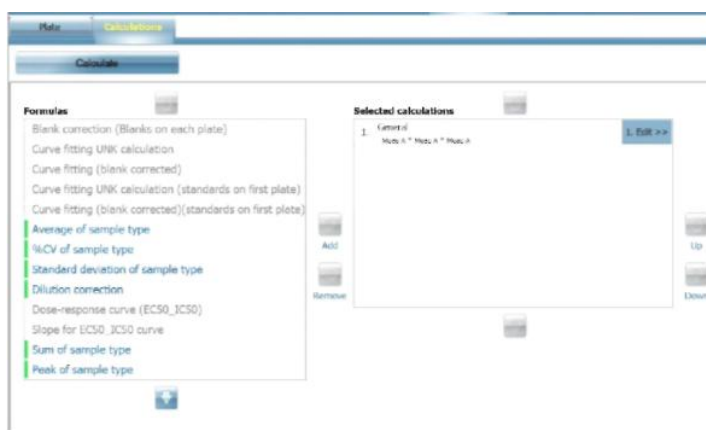 Plate
Calculations
Calculate
Formulas
Blank correction (Blanks on each plate)
Curve fitting UNK calculation
Curve fitting (blank corrected)
Curve fitting UNK calculation (standards on first plate)
Curve fitting (blank corrected)(standards on first plate)
Average of sample type
%CV of sample type
Standard deviation of sample type
Dilution correction
Dose-response curve (EC50_IC50)
Slope for EC50_IC50 curve
Sum of sample type
Peak of sample type
Add
Remove
Selected calculations
1. General
1. Edit >>
Up
Down